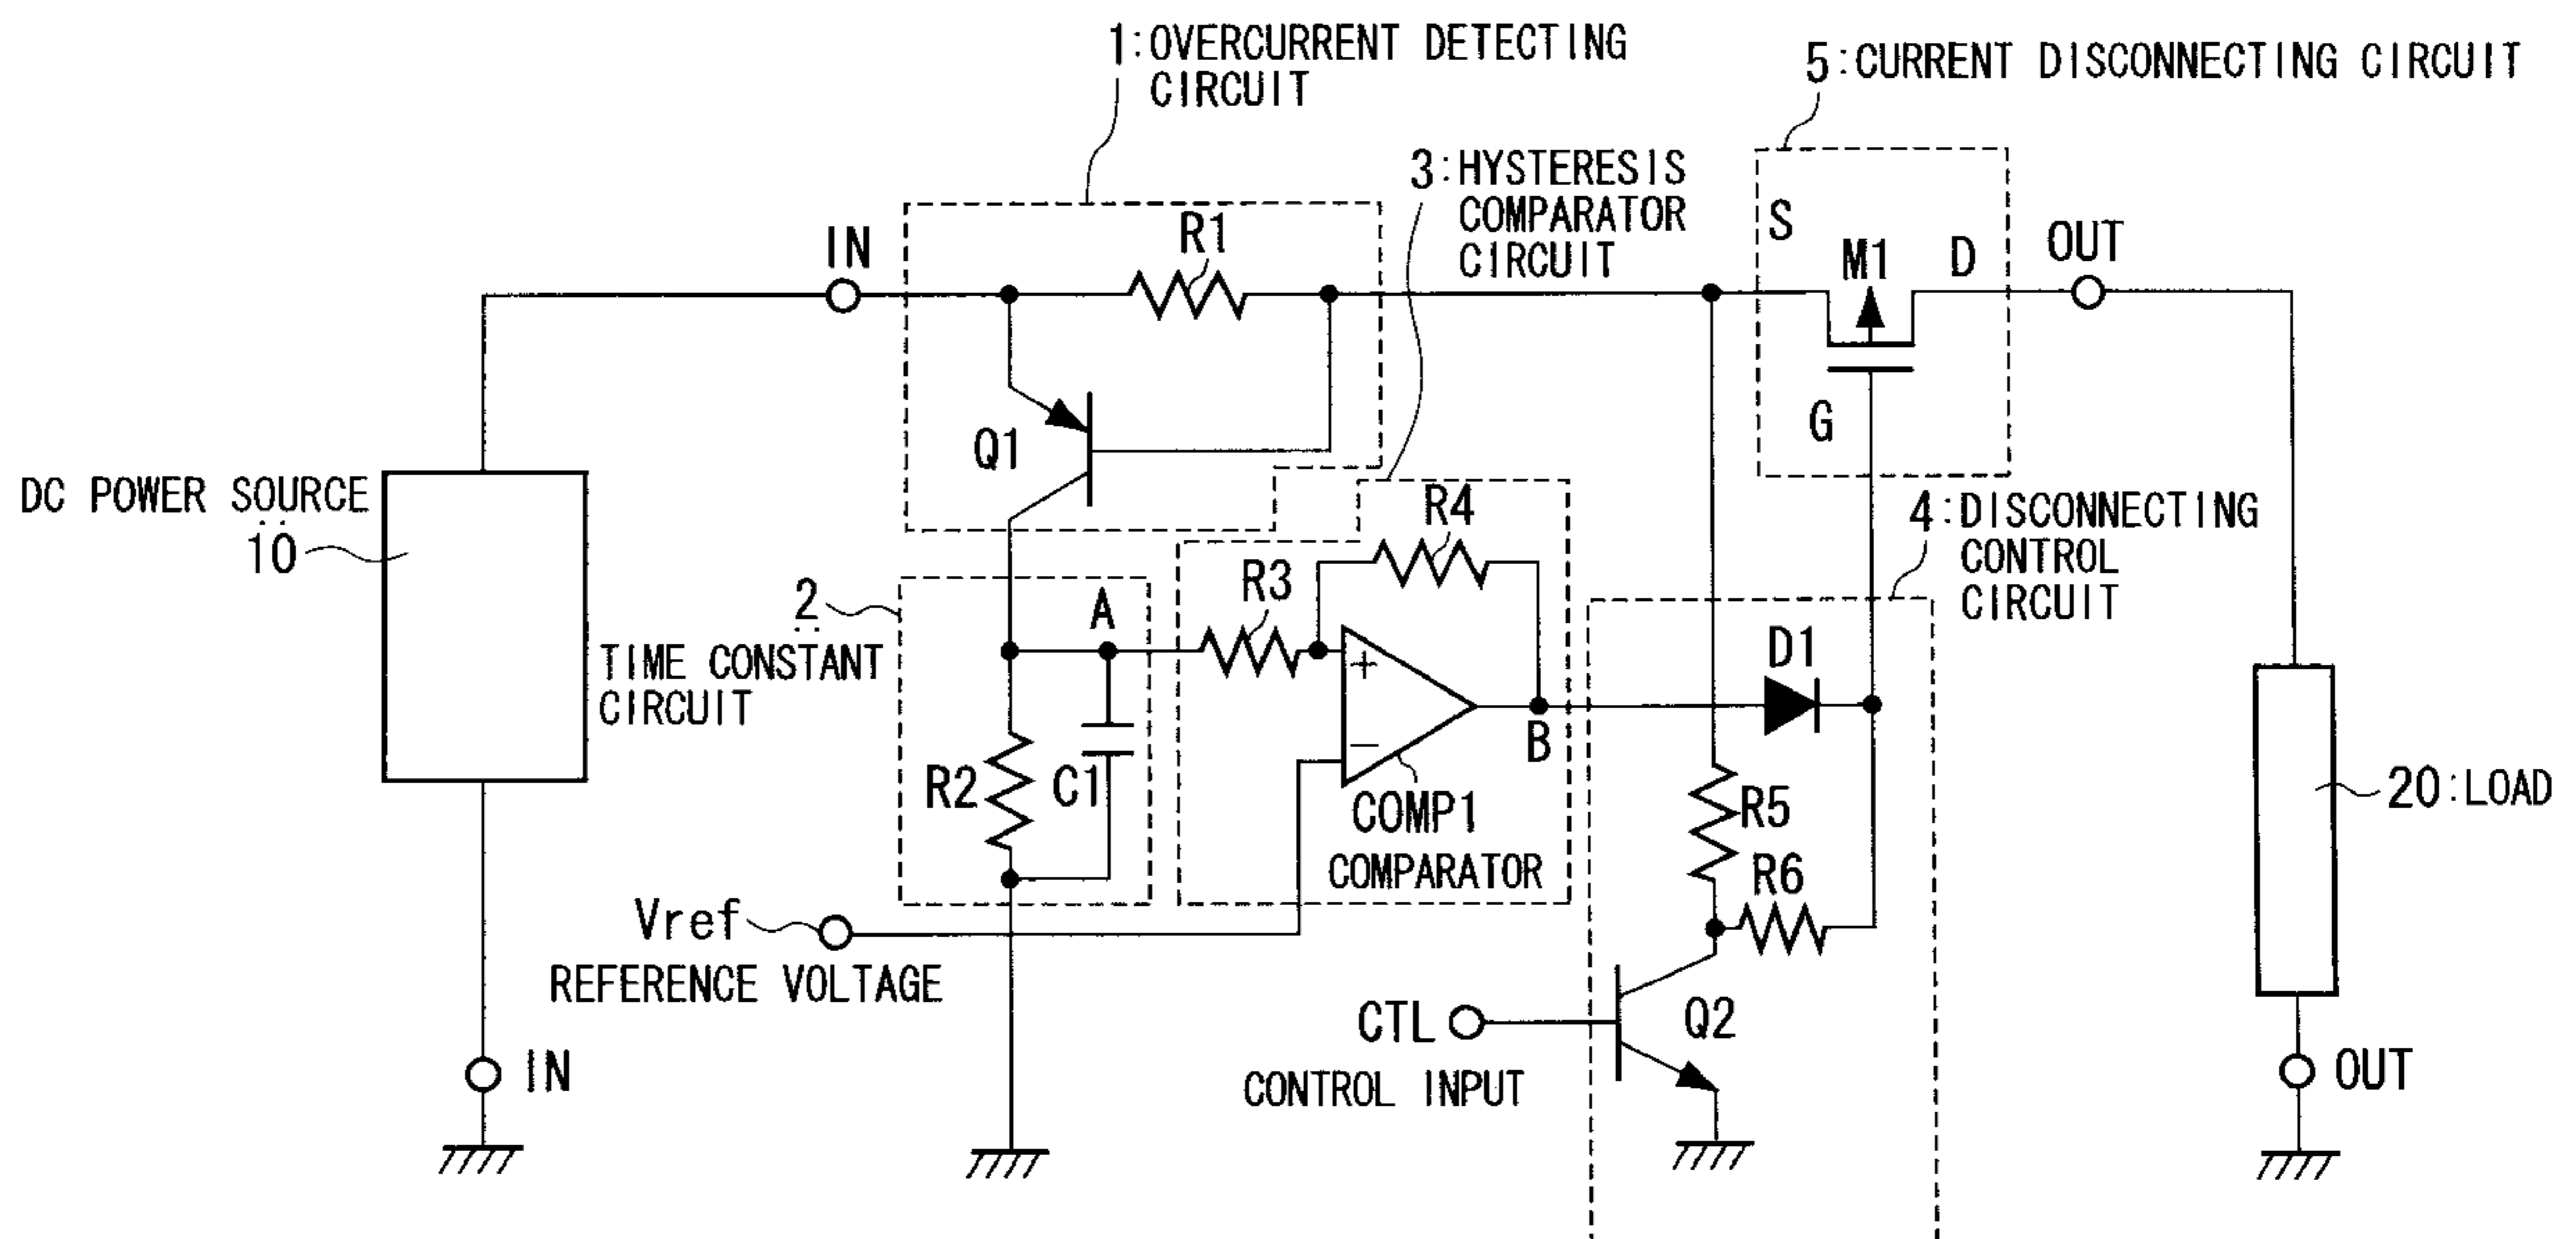 1:OVERCURRENT DETECTING
CIRCUIT
5:CURRENT DISCONNECTING CIRCUIT
3:HYSTERESIS
COMPARATOR
CIRCUIT
IN
R1
S
M1
D
OUT
Q1
G
DC POWER SOURCE
10
4:DISCONNECTING
CONTROL
CIRCUIT
R4
R3
2
A
TIME CONSTANT
CIRCUIT
+
-
D1
B
R2
C1
COMP1
COMPARATOR
R5
R6
20:LOAD
Vref
REFERENCE VOLTAGE
CTL
CONTROL INPUT
Q2
IN
OUT